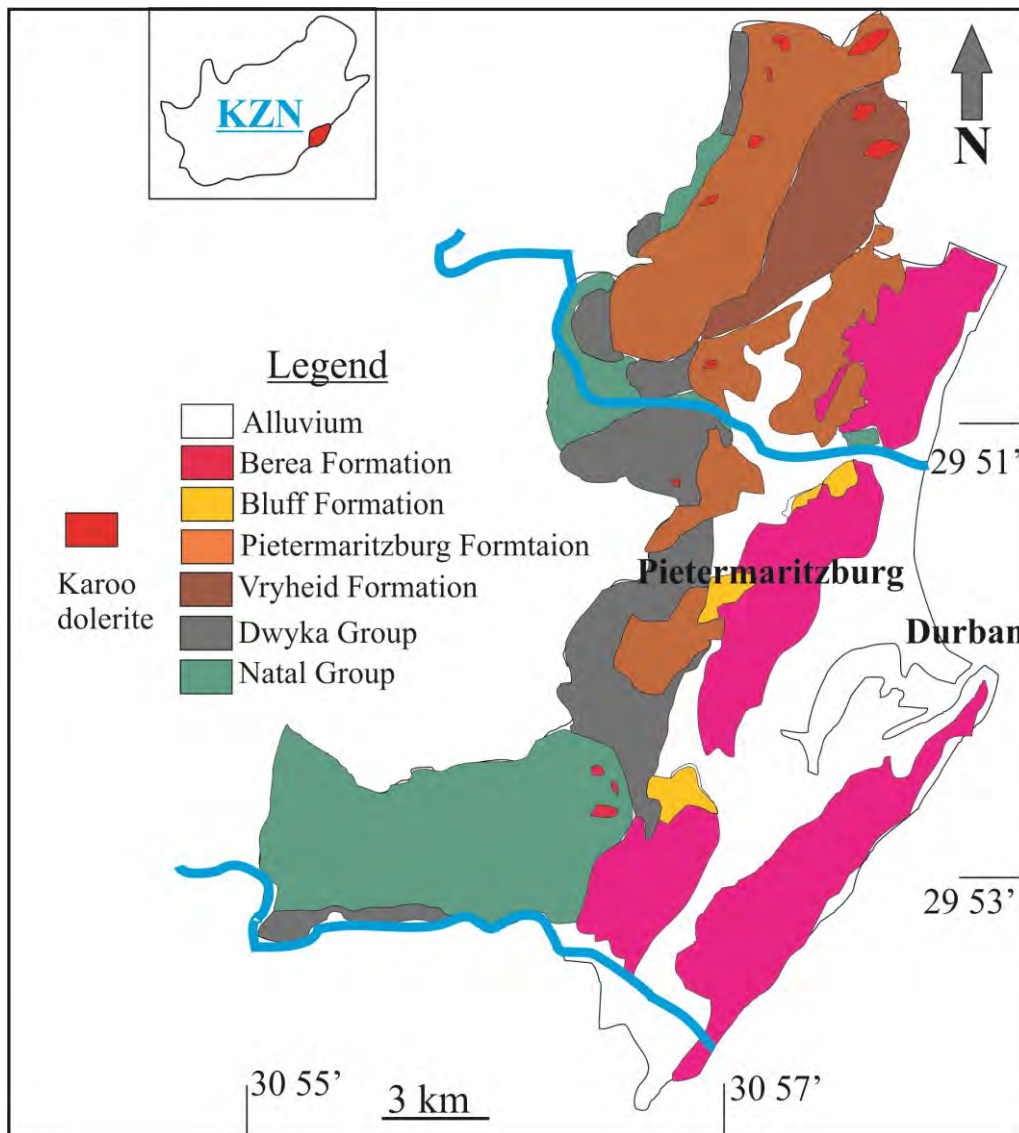 KZN
N
Legend
Alluvium
Berea Formation
Bluff Formation
Pietermaritzburg Formtaion
Vryheid Formation
Dwyka Group
Natal Group
Karoo
dolerite
29 51’
Pietermaritzburg
Durban
29 53’
30 55’
30 57’
3 km